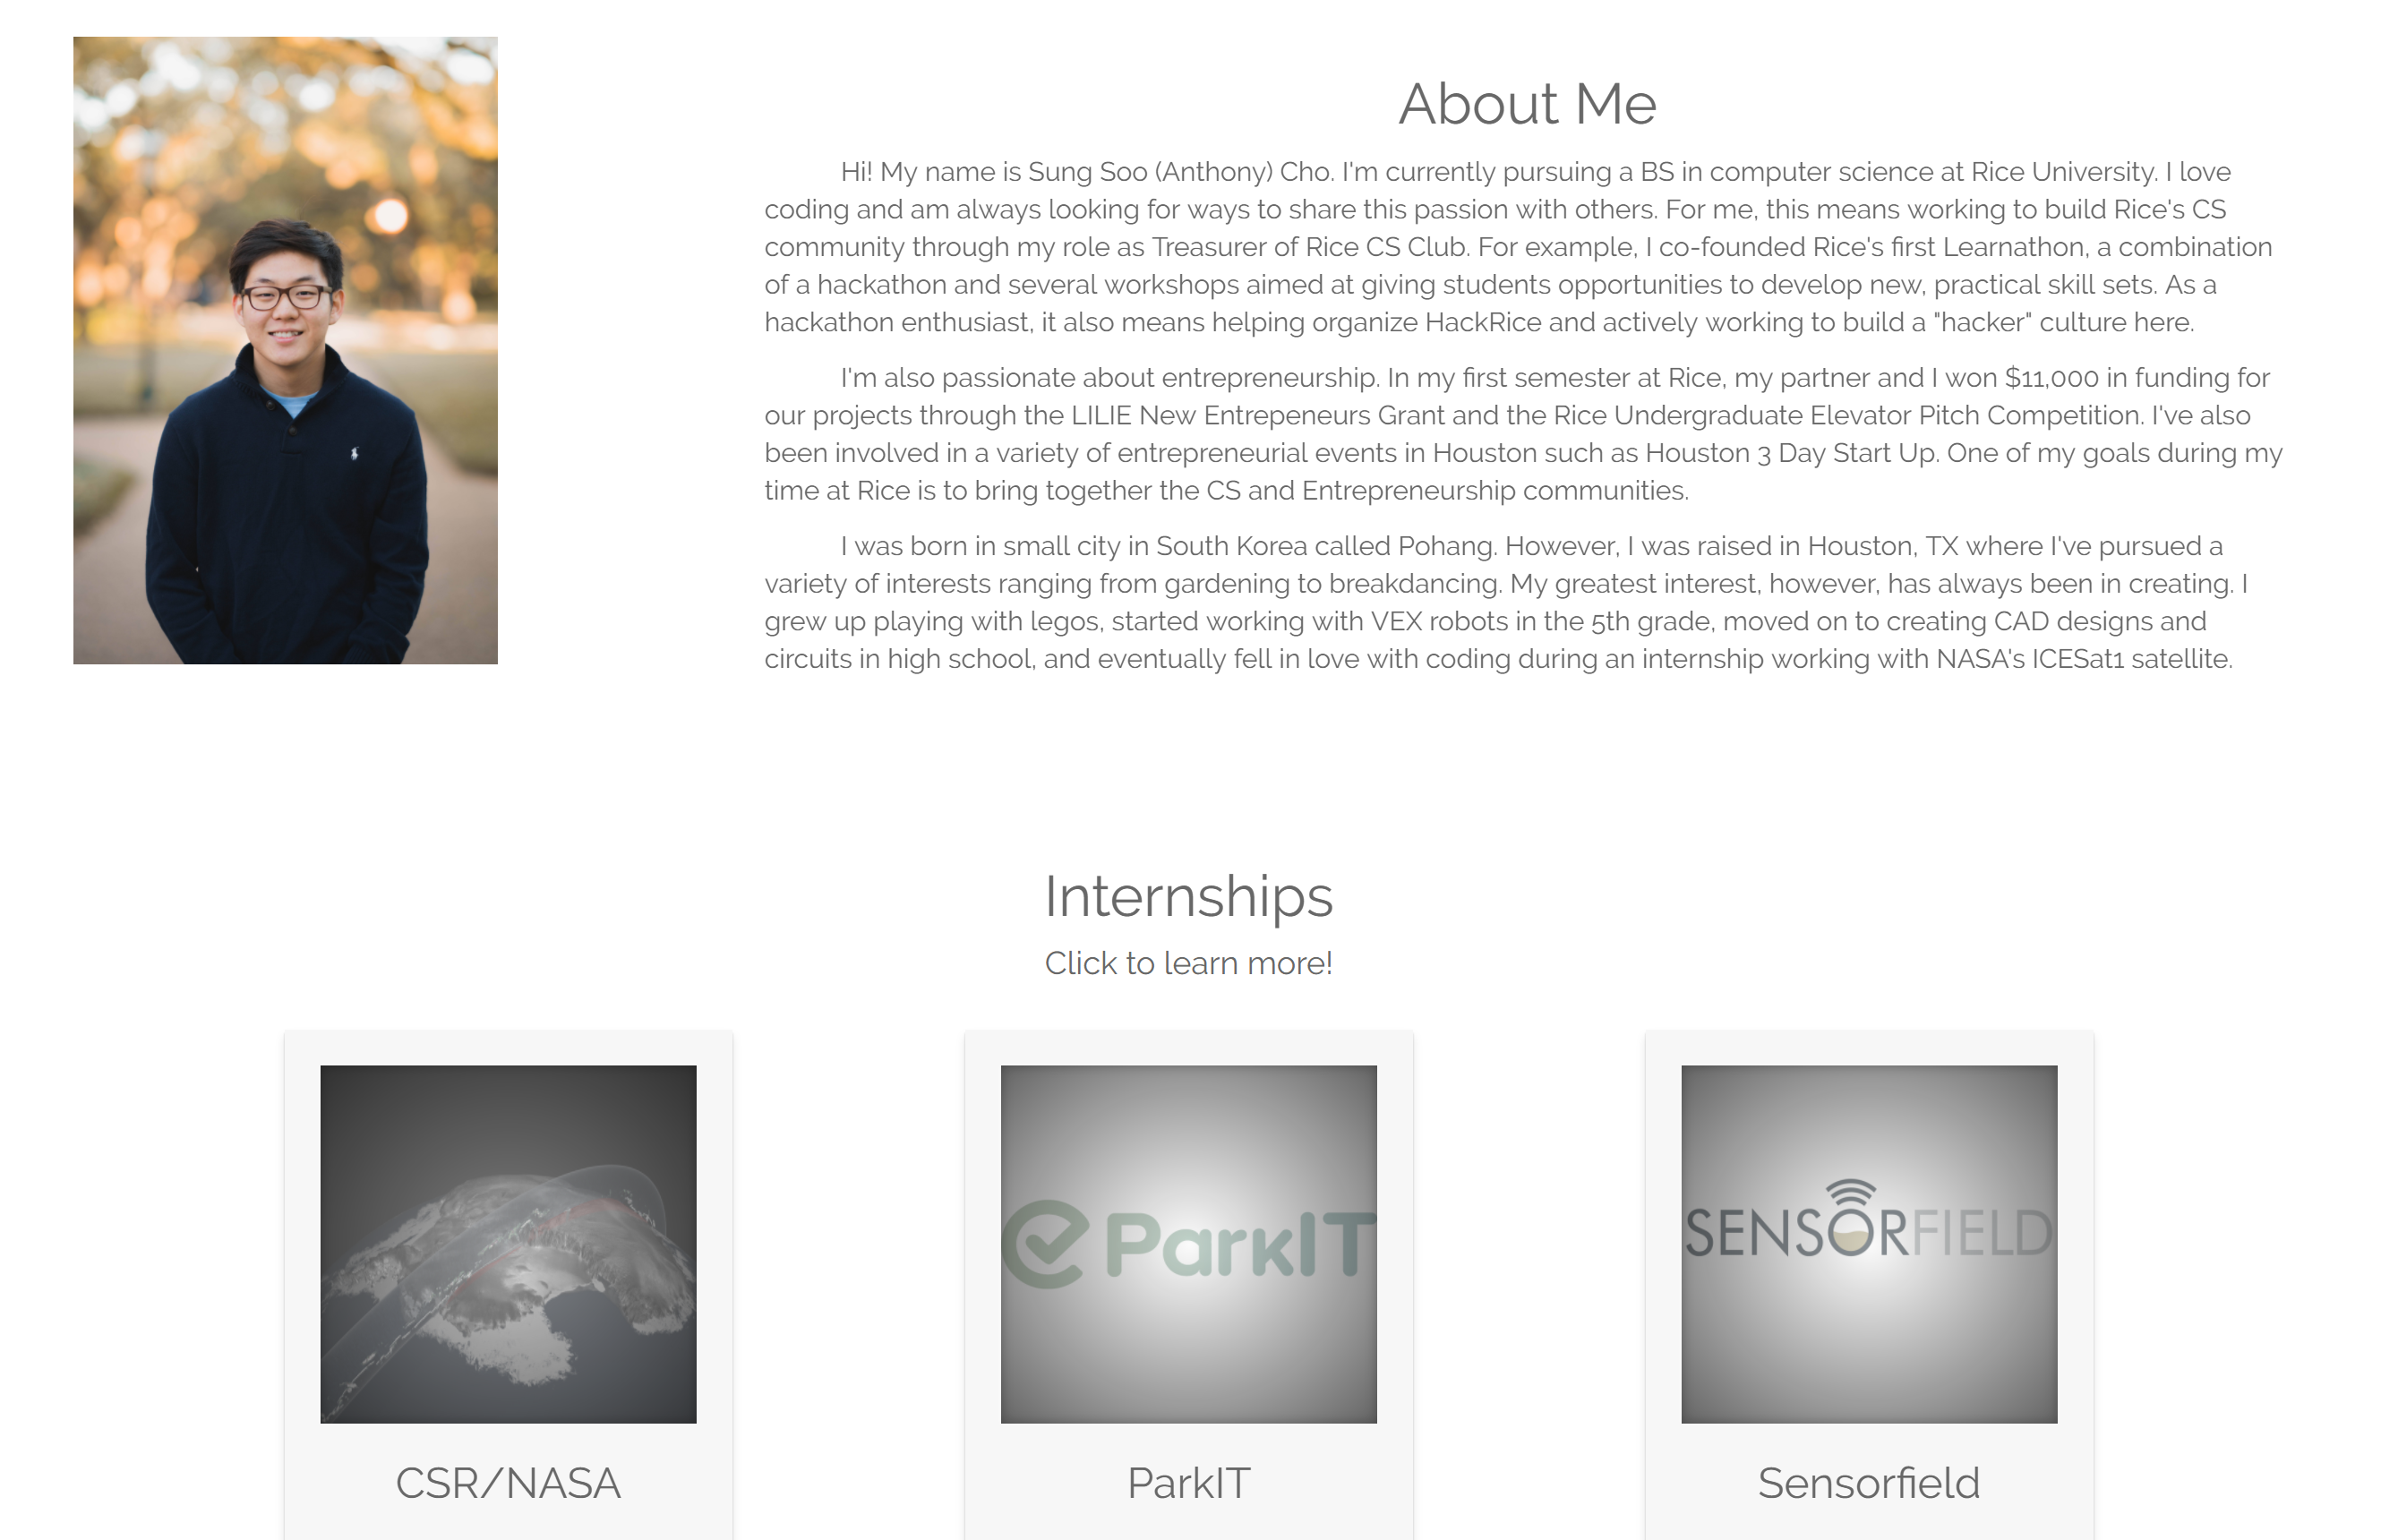 About Me
Hi! My name is Sung Soo (Anthony) Cho. I'm currently pursuing a BS in computer science at Rice University. I love
coding and am always looking for ways to share this passion with others. For me, this means working to build Rice's CS
community through my role as Treasurer of Rice CS Club. For example, I co-founded Rice's first Learnathon, a combination
of a hackathon and several workshops aimed at giving students opportunities to develop new, practical skill sets. As a
hackathon enthusiast, it also means helping organize HackRice and actively working to build a "hacker" culture here.
I'm also passionate about entrepreneurship. In my first semester at Rice, my partner and I won $11,000 in funding for
our projects through the LILIE New Entrepeneurs Grant and the Rice Undergraduate Elevator Pitch Competition. I've also
been involved in a variety of entrepreneurial events in Houston such as Houston 3 Day Start Up. One of my goals during my
time at Rice is to bring together the CS and Entrepreneurship communities.
I was born in small city in South Korea called Pohang. However, I was raised in Houston, TX where I've pursued a
variety of interests ranging from gardening to breakdancing. My greatest interest, however, has always been in creating. I
grew up playing with legos, started working with VEX robots in the 5th grade, moved on to creating CAD designs and
circuits in high school, and eventually fell in love with coding during an internship working with NASA's ICESat1 satellite.
Internships
Click to learn more!
ParkIT
SENSORFIELD
CSR/NASA
ParkIT
Sensorfield